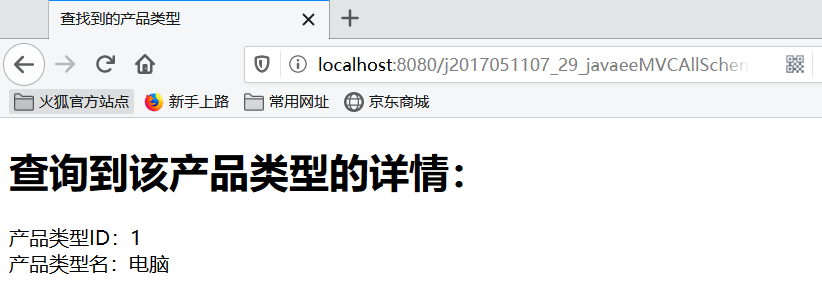 查找到的产品类型
localhost:8080/j2017051107_29_javaeeMVCAllSchem
火狐官方站点 新手上路 常用网址 京东商城
查询到该产品类型的详情：
产品类型ID：1
产品类型名：电脑